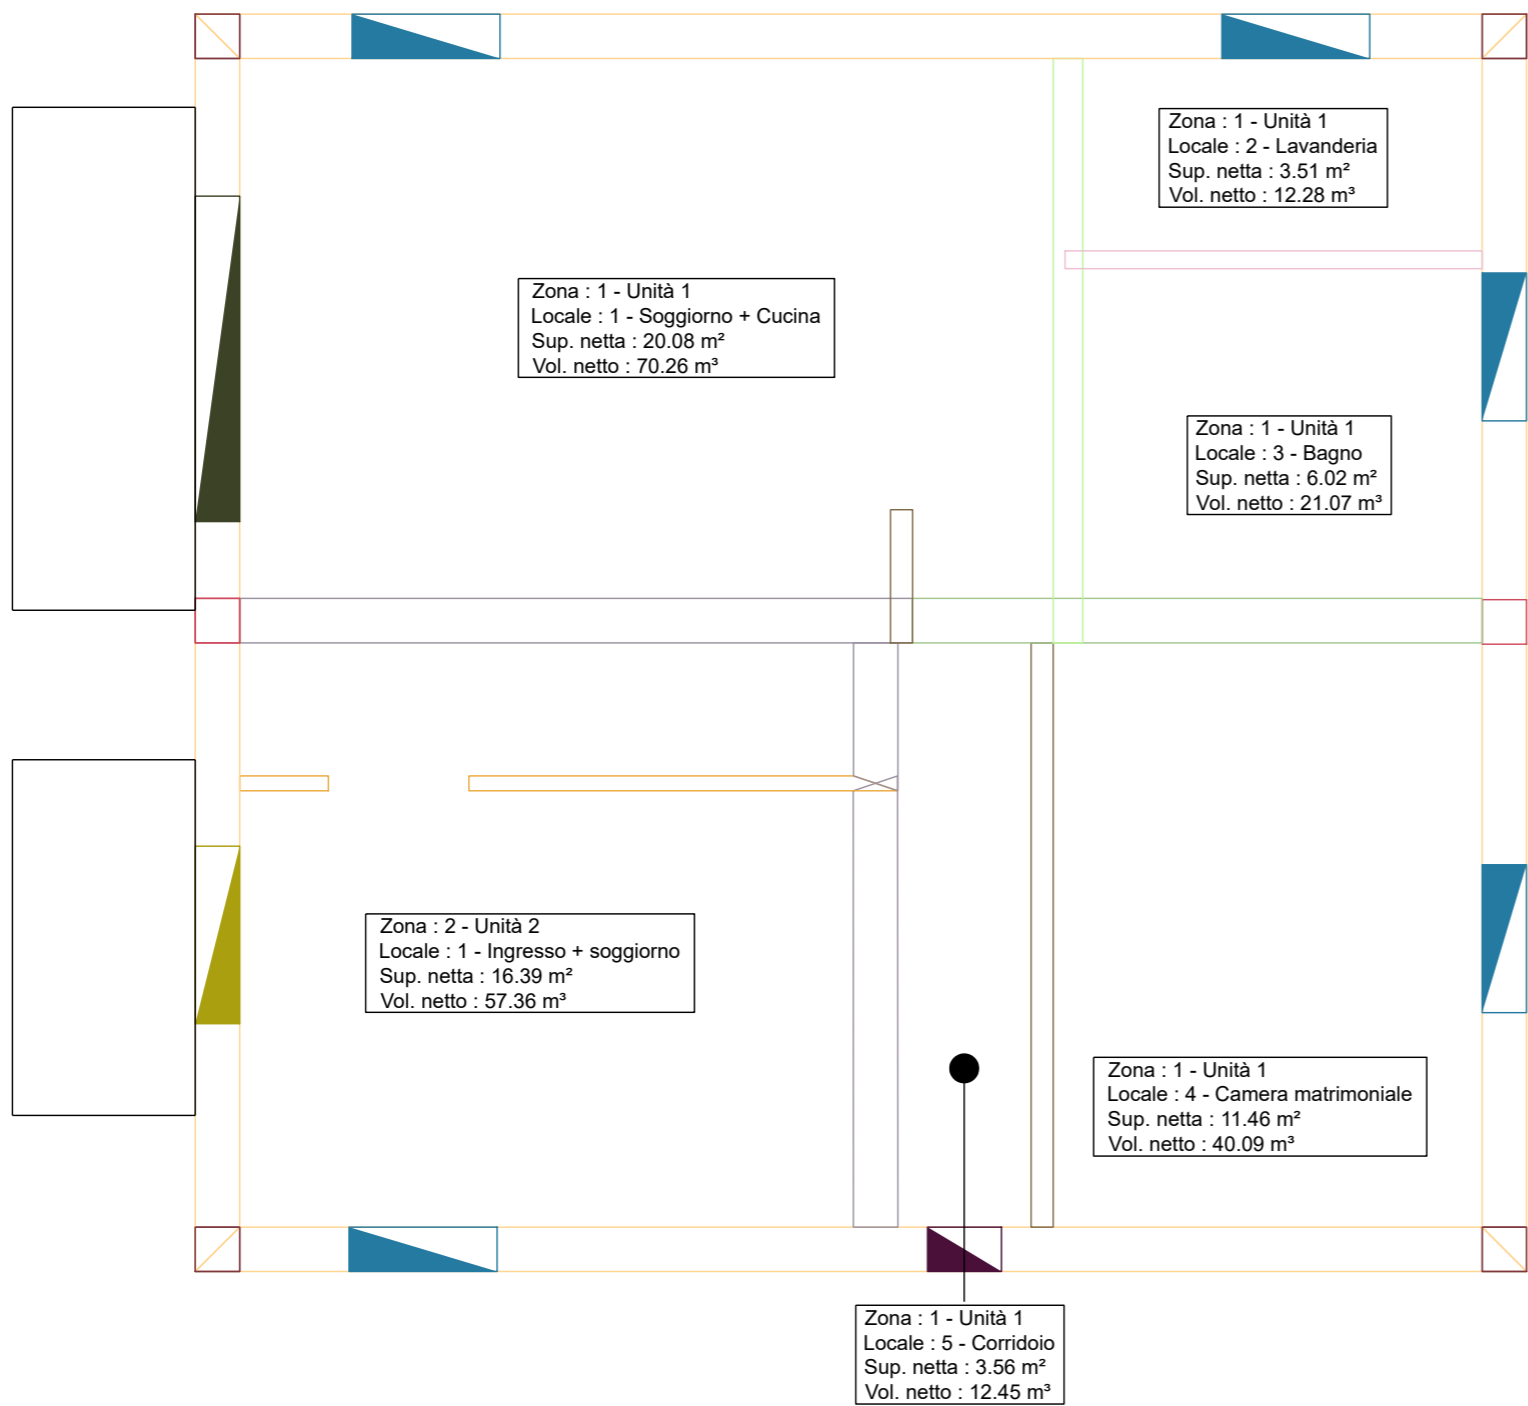 Zona : 1 - Unità 1
Locale : 2 - Lavanderia
Sup. netta : 3.51 m²
Vol. netto : 12.28 m³
Zona : 1 - Unità 1
Locale : 1 - Soggiorno + Cucina
Sup. netta : 20.08 m²
Vol. netto : 70.26 m³
Zona : 1 - Unità 1
Locale : 3 - Bagno
Sup. netta : 6.02 m²
Vol. netto : 21.07 m³
Zona : 2 - Unità 2
Locale : 1 - Ingresso + soggiorno
Sup. netta : 16.39 m²
Vol. netto : 57.36 m³
Zona : 1 - Unità 1
Locale : 4 - Camera matrimoniale
Sup. netta : 11.46 m²
Vol. netto : 40.09 m³
Zona : 1 - Unità 1
Locale : 5 - Corridoio
Sup. netta : 3.56 m²
Vol. netto : 12.45 m³